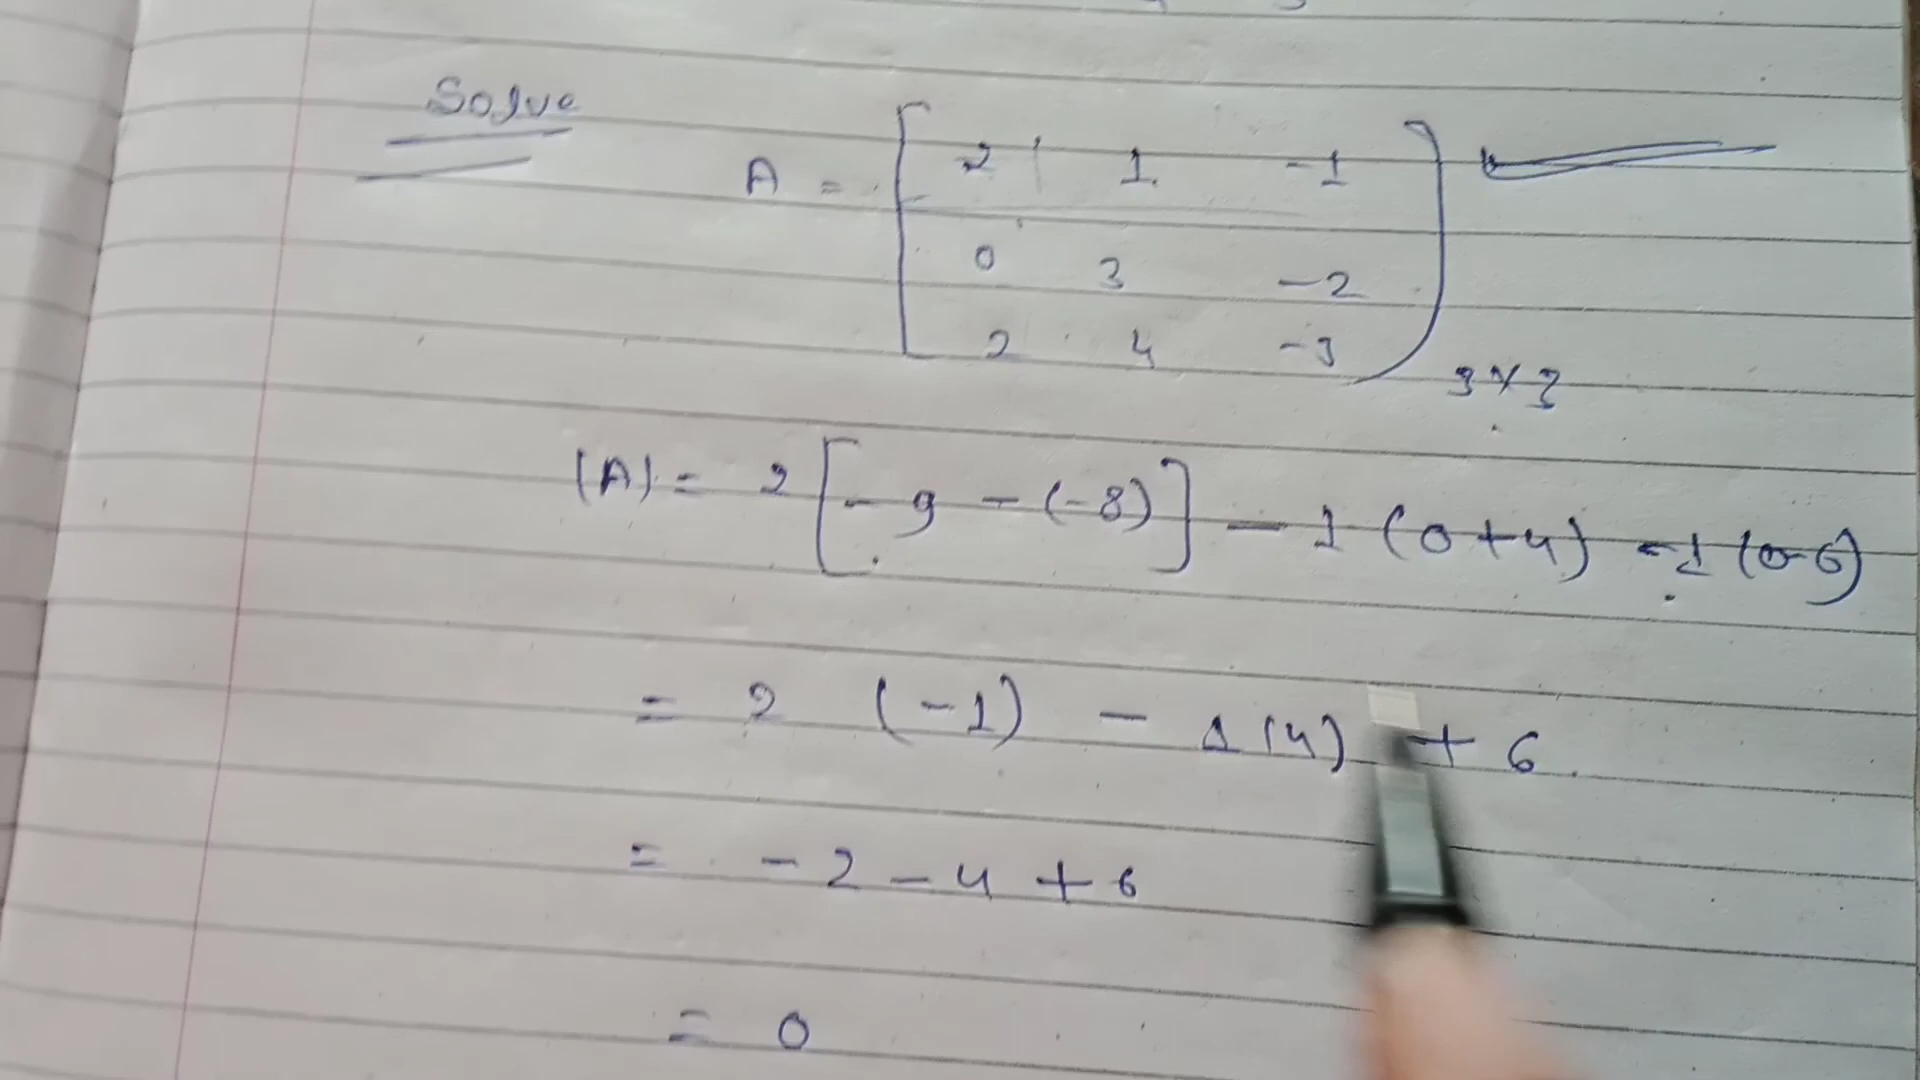 Solve
A = [ 2 1 -1
0 3 -2
2 4 -3 ] 3×3
|A| = 2 [-9 - (-8)] - 1 (0+4) -1 (0-6)
= 2 (-1) - 1(4) + 6
= -2 - 4 + 6
= 0